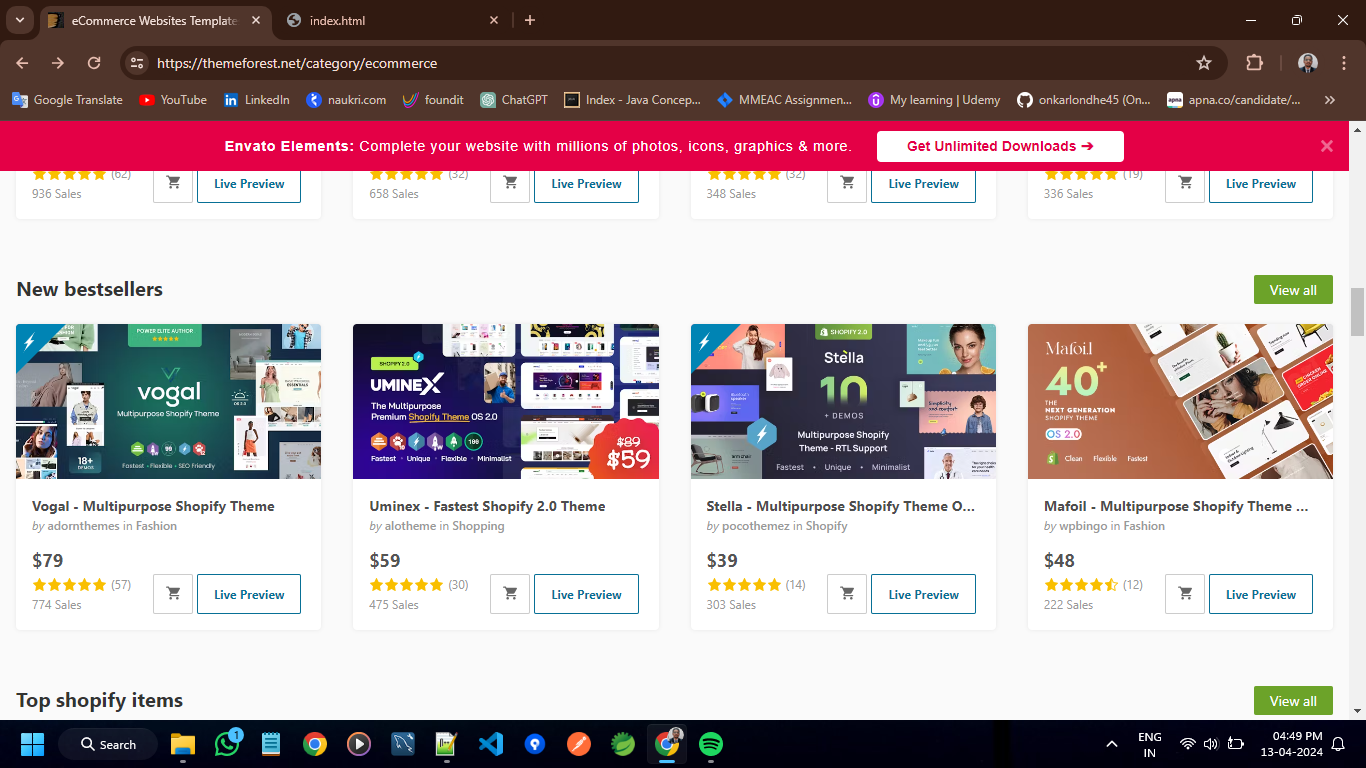 eCommerce Websites Template
index.html
https://themeforest.net/category/ecommerce
Google Translate
YouTube
LinkedIn
naukri.com
foundit
ChatGPT
Index - Java Concep...
MMEAC Assignmen...
My learning | Udemy
onkarlondhe45 (On...
apna.co/candidate/...
Envato Elements: Complete your website with millions of photos, icons, graphics & more.
Get Unlimited Downloads ➔
(62)
936 Sales
Live Preview
(32)
658 Sales
Live Preview
(32)
348 Sales
Live Preview
(19)
336 Sales
Live Preview
New bestsellers
View all
POWER ELITE AUTHOR
vogal
Multipurpose Shopify Theme
18+
DEMOS
Fastest - Flexible - SEO Friendly
SHOPIFY 2.0
UMINEX
The Multipurpose
Premium Shopify Theme OS 2.0
100
Fastest • Unique • Flexible • Minimalist
$89
$59
SHOPIFY 2.0
Stella
10
+ DEMOS
Multipurpose Shopify
Theme - RTL Support
Fastest • Unique • Minimalist
Simplicity
and comfort
Mafoil
40+
THE
NEXT GENERATION
SHOPIFY THEME
OS 2.0
Clean Flexible Fastest
Vogal - Multipurpose Shopify Theme
by adornthemes in Fashion
$79
(57)
774 Sales
Live Preview
Uminex - Fastest Shopify 2.0 Theme
by alotheme in Shopping
$59
(30)
475 Sales
Live Preview
Stella - Multipurpose Shopify Theme O...
by pocothemez in Shopify
$39
(14)
303 Sales
Live Preview
Mafoil - Multipurpose Shopify Theme ...
by wpbingo in Fashion
$48
(12)
222 Sales
Live Preview
Top shopify items
View all
Search
1
ENG
IN
04:49 PM
13-04-2024